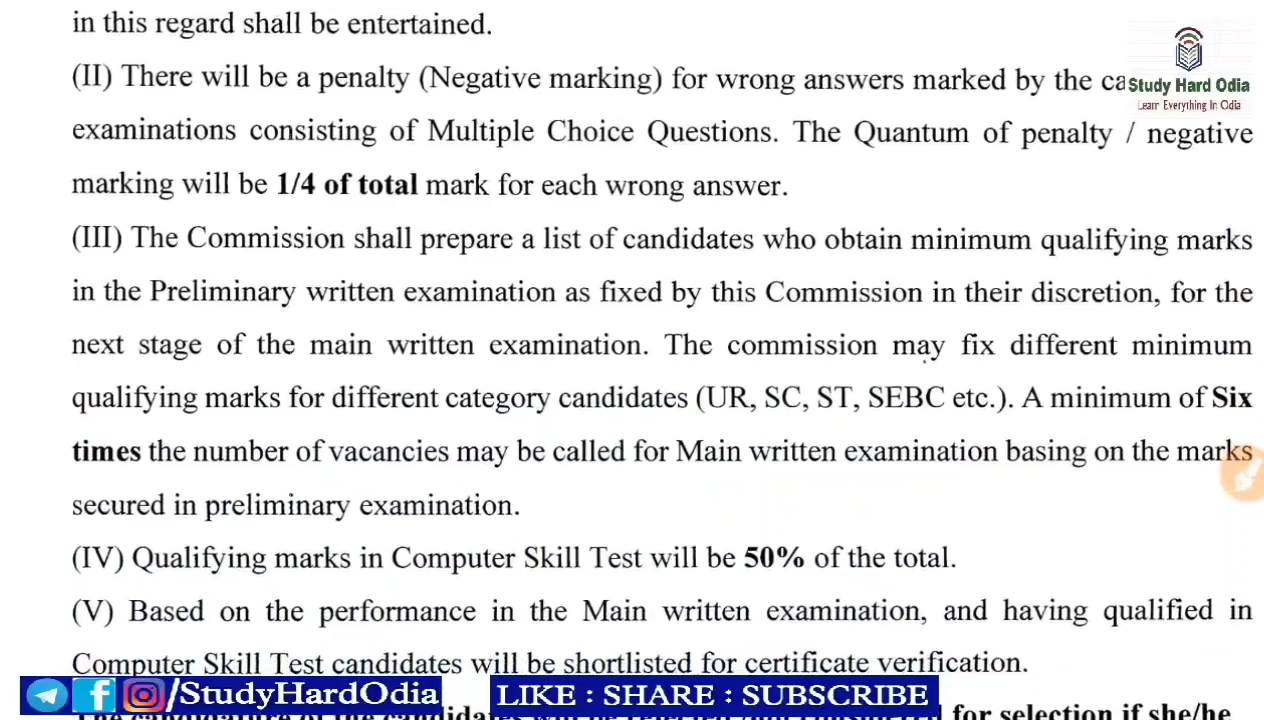 in this regard shall be entertained.
(II) There will be a penalty (Negative marking) for wrong answers marked by the
Study Hard Odia
Learn Everything In Odia
examinations consisting of Multiple Choice Questions. The Quantum of penalty / negative
marking will be 1/4 of total mark for each wrong answer.
(III) The Commission shall prepare a list of candidates who obtain minimum qualifying marks
in the Preliminary written examination as fixed by this Commission in their discretion, for the
next stage of the main written examination. The commission may fix different minimum
qualifying marks for different category candidates (UR, SC, ST, SEBC etc.). A minimum of Six
times the number of vacancies may be called for Main written examination basing on the marks
secured in preliminary examination.
(IV) Qualifying marks in Computer Skill Test will be 50% of the total.
(V) Based on the performance in the Main written examination, and having qualified in
Computer Skill Test candidates will be shortlisted for certificate verification.
/StudyHardOdia
LIKE : SHARE : SUBSCRIBE
for selection if she/he